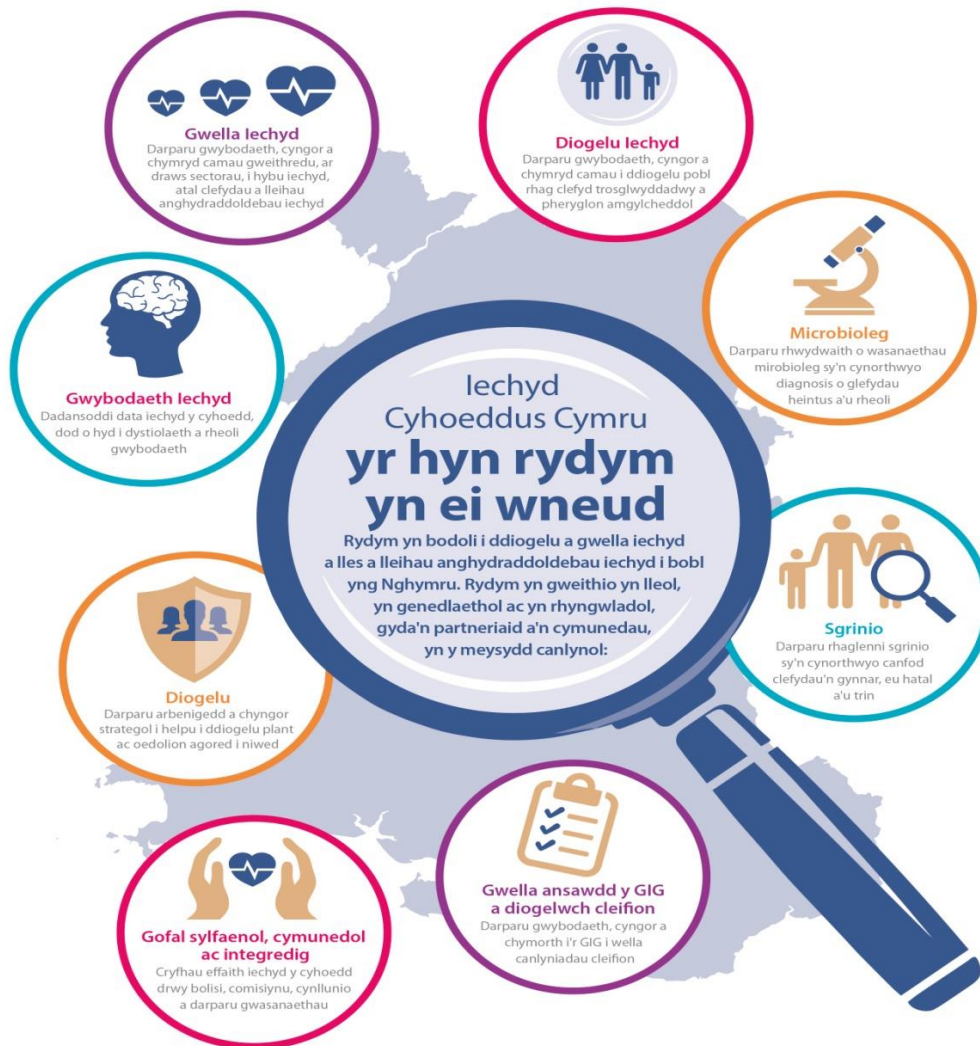 Gwella Iechyd
Darparu gwybodaeth, cyngor a
chymryd camau gweithredu, ar
draws sectorau, i hybu iechyd,
atal clefydau a lleihau
anghydraddoldebau iechyd
Diogelu Iechyd
Darparu gwybodaeth, cyngor a
chymryd camau i ddiogelu pobl
rhag clefyd trosglwyddadwy a
pheryglon amgylcheddol
Microbioleg
Darparu rhwydwaith o wasanaethau
mirobioleg sy'n cynorthwyo
diagnosis o glefydau
heintus a'u rheoli
Gwybodaeth Iechyd
Dadansoddi data iechyd y cyhoedd,
dod o hyd i dystiolaeth a rheoli
gwybodaeth
Iechyd
Cyhoeddus Cymru
yr hyn rydym
yn ei wneud
Rydym yn bodoli i ddiogelu a gwella iechyd
a lles a lleihau anghydraddoldebau iechyd i bobl
yng Nghymru. Rydym yn gweithio yn lleol,
yn genedlaethol ac yn rhyngwladol,
gyda'n partneriaid a'n cymunedau,
yn y meysydd canlynol:
Sgrinio
Darparu rhaglenni sgrinio
sy'n cynorthwyo canfod
clefydau'n gynnar, eu hatal
a'u trin
Diogelu
Darparu arbenigedd a chyngor
strategol i helpu i ddiogelu plant
ac oedolion agored i niwed
Gwella ansawdd y GIG
a diogelwch cleifion
Darparu gwybodaeth, cyngor a
chymorth i'r GIG i wella
canlyniadau cleifion
Gofal sylfaenol, cymunedol
ac integredig
Cryfhau effaith iechyd y cyhoedd
drwy bolisi, comisiynu, cynllunio
a darparu gwasanaethau